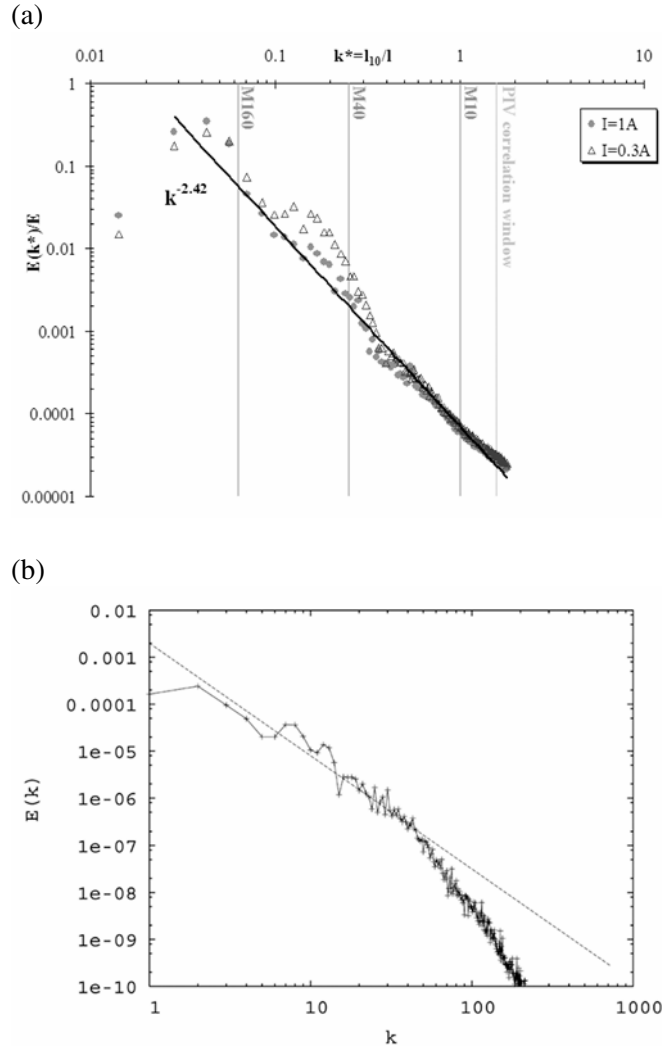 (a)
0.01 0.1 k*=l₁₀/l 1 10
1
0.1
0.01
0.001
0.0001
0.00001
E(k*)/E
k⁻²·⁴²
M160
M40
M10
PIV correlation window
I=1A
I=0.3A
(b)
0.01
0.001
0.0001
1e-05
1e-06
1e-07
1e-08
1e-09
1e-10
E(k)
1 10 100 1000
k